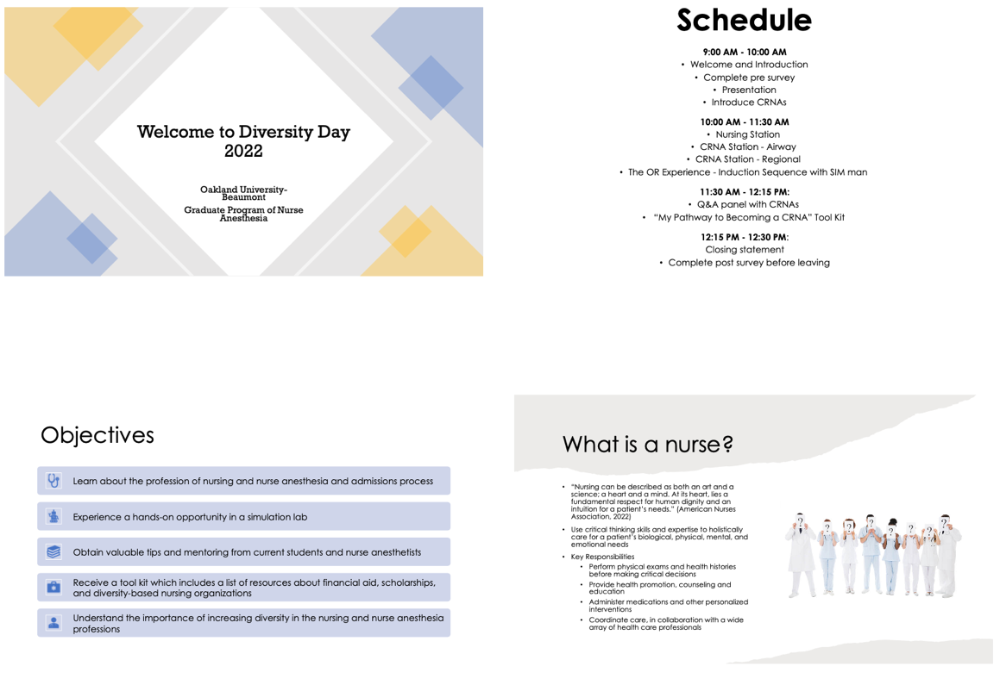 Welcome to Diversity Day
2022
Oakland University-
Beaumont
Graduate Program of Nurse
Anesthesia
Schedule
9:00 AM - 10:00 AM
• Welcome and Introduction
• Complete pre survey
• Presentation
• Introduce CRNAs
10:00 AM - 11:30 AM
• Nursing Station
• CRNA Station - Airway
• CRNA Station - Regional
• The OR Experience - Induction Sequence with SIM man
11:30 AM - 12:15 PM:
• Q&A panel with CRNAs
• “My Pathway to Becoming a CRNA” Tool Kit
12:15 PM - 12:30 PM:
Closing statement
• Complete post survey before leaving
Objectives
Learn about the profession of nursing and nurse anesthesia and admissions process
Experience a hands-on opportunity in a simulation lab
Obtain valuable tips and mentoring from current students and nurse anesthetists
Receive a tool kit which includes a list of resources about financial aid, scholarships,
and diversity-based nursing organizations
Understand the importance of increasing diversity in the nursing and nurse anesthesia
professions
What is a nurse?
• “Nursing can be described as both an art and a
science; a heart and a mind. At its heart, lies a
fundamental respect for human dignity and an
intuition for a patient’s needs.” (American Nurses
Association, 2022)
• Use critical thinking skills and expertise to holistically
care for a patient’s biological, physical, mental, and
emotional needs
• Key Responsibilities
• Perform physical exams and health histories
before making critical decisions
• Provide health promotion, counseling and
education
• Administer medications and other personalized
interventions
• Coordinate care, in collaboration with a wide
array of health care professionals
? ? ? ? ? ? ? ?